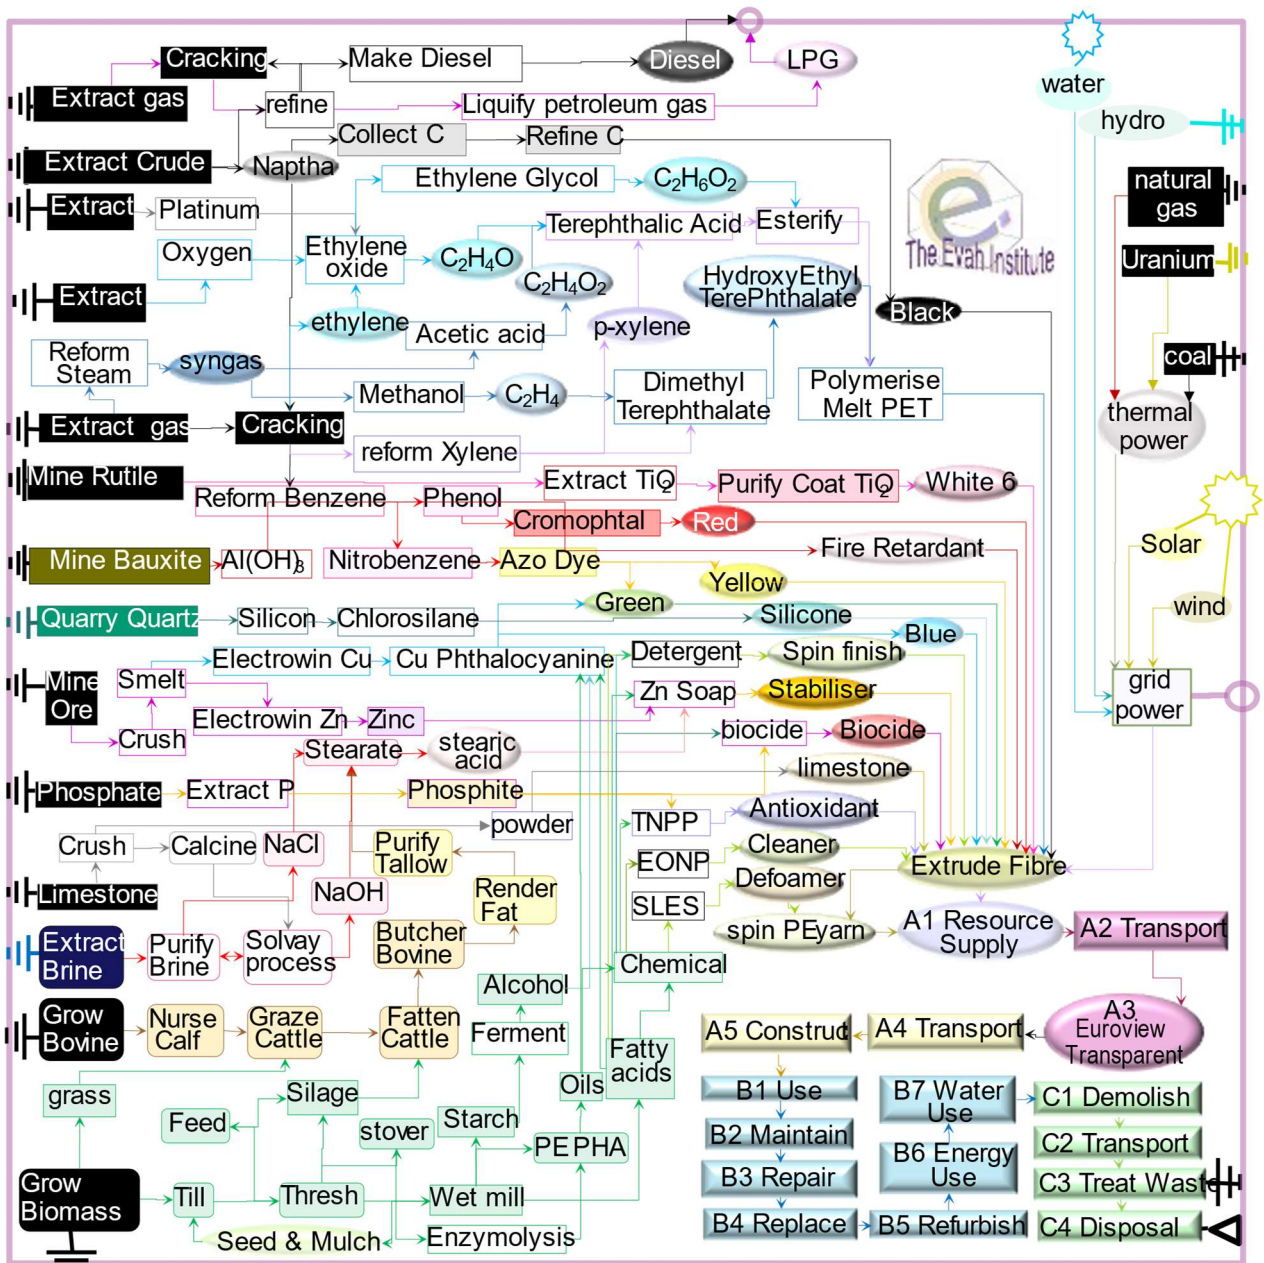 Cracking
Make Diesel
Diesel
LPG
water
Extract gas
refine
Liquify petroleum gas
hydro
Collect C
Refine C
Extract Crude
Naptha
Ethylene Glycol
C2H6O2
natural
gas
Extract
Platinum
Terephthalic Acid
Esterify
The Evah Institute
Oxygen
Ethylene
oxide
C2H4O
C2H4O2
HydroxyEthyl
TerePhthalate
Uranium
Extract
ethylene
Acetic acid
p-xylene
Black
Reform
Steam
syngas
coal
Methanol
C2H4
Dimethyl
Terephthalate
Polymerise
Melt PET
thermal
power
Extract gas
Cracking
reform Xylene
Mine Rutile
Extract TiO2
Purify Coat TiO2
White 6
Reform Benzene
Phenol
Cromophtal
Red
Solar
Mine Bauxite
Al(OH)3
Nitrobenzene
Azo Dye
Fire Retardant
Yellow
Green
wind
Quarry Quartz
Silicon
Chlorosilane
Silicone
Blue
Electrowin Cu
Cu Phthalocyanine
Detergent
Spin finish
Mine
Ore
Smelt
Zn Soap
Stabiliser
grid
power
Electrowin Zn
Zinc
Crush
Stearate
stearic
acid
biocide
Biocide
limestone
Phosphate
Extract P
Phosphite
Antioxidant
powder
TNPP
Crush
Calcine
NaCl
Purify
Tallow
Cleaner
EONP
Extrude Fibre
Limestone
NaOH
Render
Fat
Defoamer
SLES
Extract
Brine
Purify
Brine
Solvay
process
Butcher
Bovine
spin PEyarn
A1 Resource
Supply
A2 Transport
Chemical
Alcohol
Grow
Bovine
Nurse
Calf
Graze
Cattle
Fatten
Cattle
Ferment
A5 Construct
A4 Transport
A3
Euroview
Transparent
Fatty
acids
Oils
grass
Silage
B1 Use
B7 Water
Use
C1 Demolish
Feed
stover
Starch
B2 Maintain
C2 Transport
PEPHA
B6 Energy
Use
B3 Repair
C3 Treat Waste
Grow
Biomass
Till
Thresh
Wet mill
B4 Replace
B5 Refurbish
C4 Disposal
Seed & Mulch
Enzymolysis